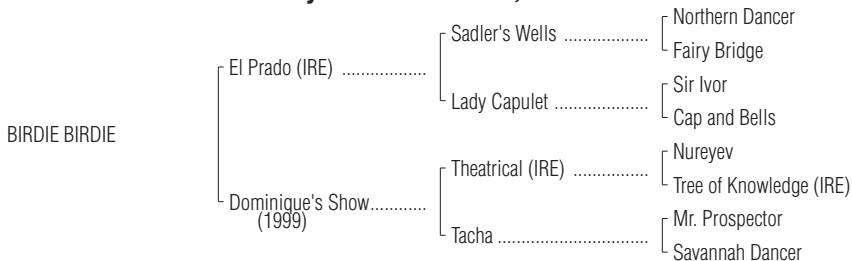 Northern Dancer
Sadler's Wells ..................
Fairy Bridge
El Prado (IRE) ..................
Sir Ivor
Lady Capulet ....................
Cap and Bells
BIRDIE BIRDIE
Nureyev
Theatrical (IRE) ................
Tree of Knowledge (IRE)
Dominique's Show............
(1999)
Mr. Prospector
Tacha ................................
Savannah Dancer